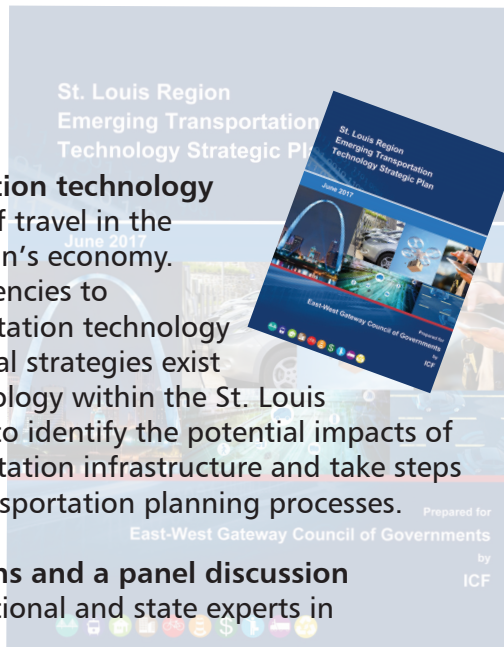 St. Louis Region
Emerging Transportation
Technology Strategic
St. Louis Region
Emerging Transportation
Technology Strategic Plan
June 2017
East-West Gateway Council of Governments
Prepared for
by
ICF
tion technology
f travel in the
June 2017
n's economy.
encies to
tation technology
al strategies exist
ology within the St. Louis
to identify the potential impacts of
tation infrastructure and take steps
sportation planning processes.
Prepared for
East-West Gateway Council of Governments
by
ICF
ns and a panel discussion
tional and state experts in